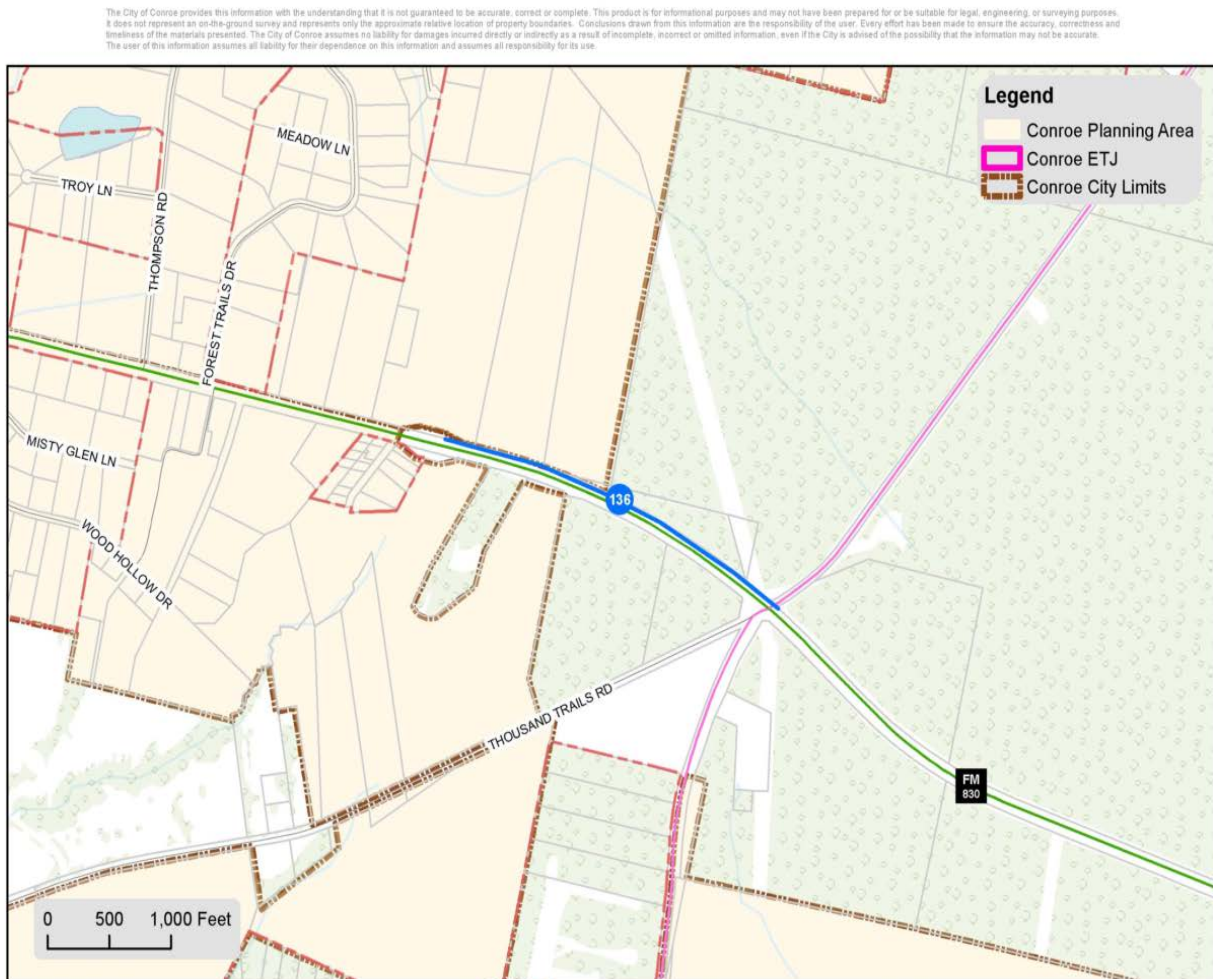 The City of Conroe provides this information with the understanding that it is not guaranteed to be accurate, correct or complete. This product is for informational purposes and may not have been prepared for or be suitable for legal, engineering, or surveying purposes.
It does not represent an on-the-ground survey and represents only the approximate relative location of property boundaries. Conclusions drawn from this information are the responsibility of the user. Every effort has been made to ensure the accuracy, correctness and
timeliness of the materials presented. The City of Conroe assumes no liability for damages incurred directly or indirectly as a result of incomplete, incorrect or omitted information, even if the City is advised of the possibility that the information may not be accurate.
The user of this information assumes all liability for their dependence on this information and assumes all responsibility for its use.
Legend
Conroe Planning Area
Conroe ETJ
Conroe City Limits
MEADOW LN
TROY LN
THOMPSON RD
FOREST TRAILS DR
MISTY GLEN LN
WOOD HOLLOW DR
136
THOUSAND TRAILS RD
FM
830
0 500 1,000 Feet